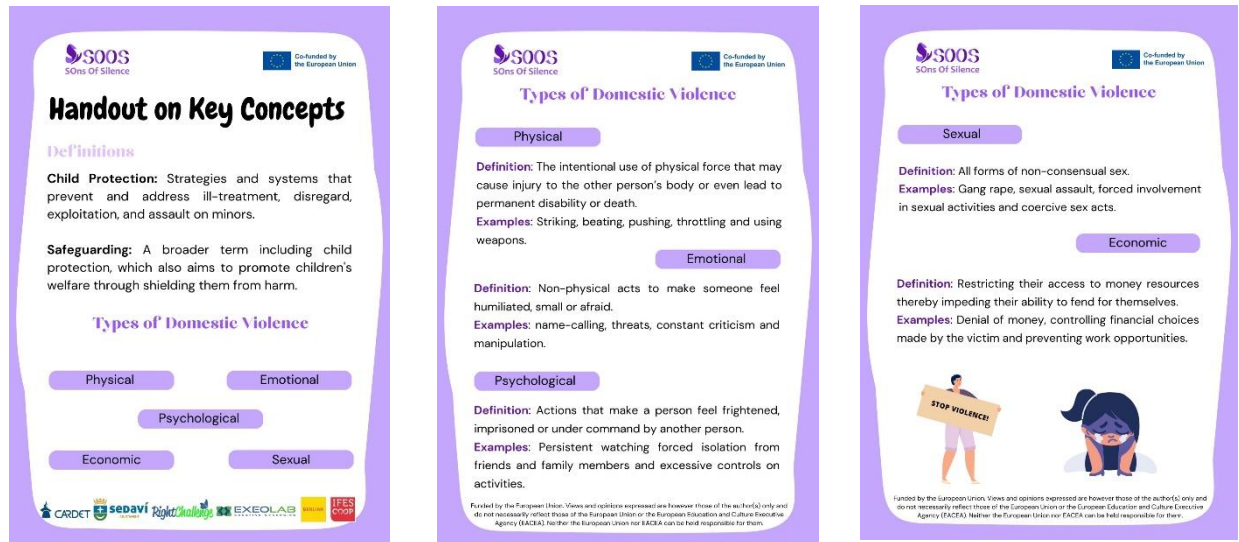 SOOS
SOns Of Silence
Co-funded by
the European Union
Handout on Key Concepts
Definitions
Child Protection: Strategies and systems that
prevent and address ill-treatment, disregard,
exploitation, and assault on minors.
Safeguarding: A broader term including child
protection, which also aims to promote children's
welfare through shielding them from harm.
Types of Domestic Violence
Physical
Emotional
Psychological
Economic
Sexual
CARDET
sedaví
RightChallenge
EXEOLAB
IFES
COOP
SOOS
SOns Of Silence
Co-funded by
the European Union
Types of Domestic Violence
Physical
Definition: The intentional use of physical force that may
cause injury to the other person's body or even lead to
permanent disability or death.
Examples: Striking, beating, pushing, throttling and using
weapons.
Emotional
Definition: Non-physical acts to make someone feel
humiliated, small or afraid.
Examples: name-calling, threats, constant criticism and
manipulation.
Psychological
Definition: Actions that make a person feel frightened,
imprisoned or under command by another person.
Examples: Persistent watching forced isolation from
friends and family members and excessive controls on
activities.
Funded by the European Union. Views and opinions expressed are however those of the author(s) only and
do not necessarily reflect those of the European Union or the European Education and Culture Executive
Agency (EACEA). Neither the European Union nor EACEA can be held responsible for them.
SOOS
SOns Of Silence
Co-funded by
the European Union
Types of Domestic Violence
Sexual
Definition: All forms of non-consensual sex.
Examples: Gang rape, sexual assault, forced involvement
in sexual activities and coercive sex acts.
Economic
Definition: Restricting their access to money resources
thereby impeding their ability to fend for themselves.
Examples: Denial of money, controlling financial choices
made by the victim and preventing work opportunities.
STOP VIOLENCE!
Funded by the European Union. Views and opinions expressed are however those of the author(s) only and
do not necessarily reflect those of the European Union or the European Education and Culture Executive
Agency (EACEA). Neither the European Union nor EACEA can be held responsible for them.